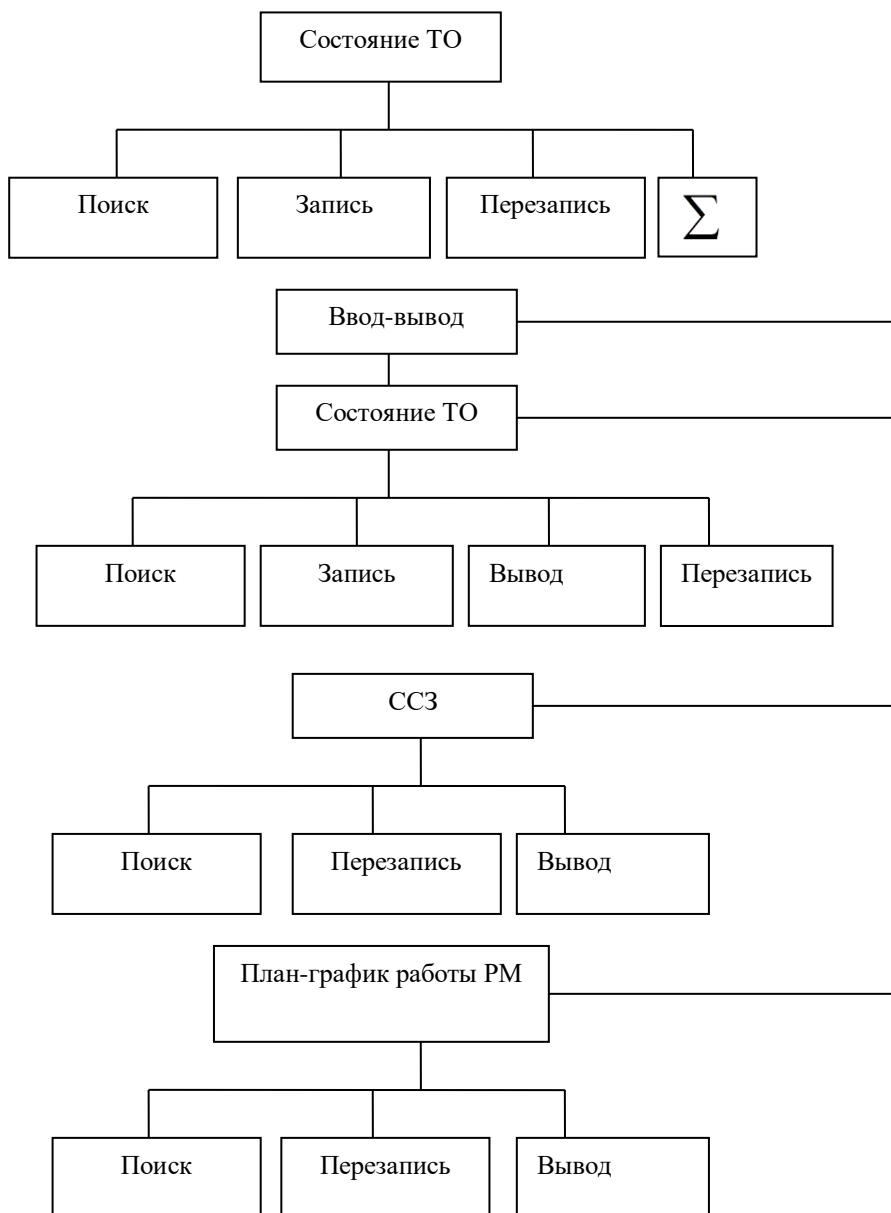 Состояние ТО
Поиск
Запись
Перезапись
∑
Ввод-вывод
Состояние ТО
Поиск
Запись
Вывод
Перезапись
ССЗ
Поиск
Перезапись
Вывод
План-график работы РМ
Поиск
Перезапись
Вывод